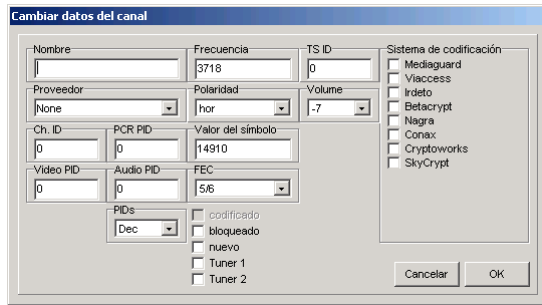 Cambiar datos del canal
Nombre
Frecuencia
3718
TS ID
0
Proveedor
None
Polaridad
hor
Volume
-7
Ch. ID
0
PCR PID
0
Valor del símbolo
14910
Video PID
0
Audio PID
0
FEC
5/6
PIDs
Dec
codificado
bloqueado
nuevo
Tuner 1
Tuner 2
Sistema de codificación
Mediaguard
Viaccess
Irdeto
Betacrypt
Nagra
Conax
Cryptoworks
SkyCrypt
Cancelar
OK